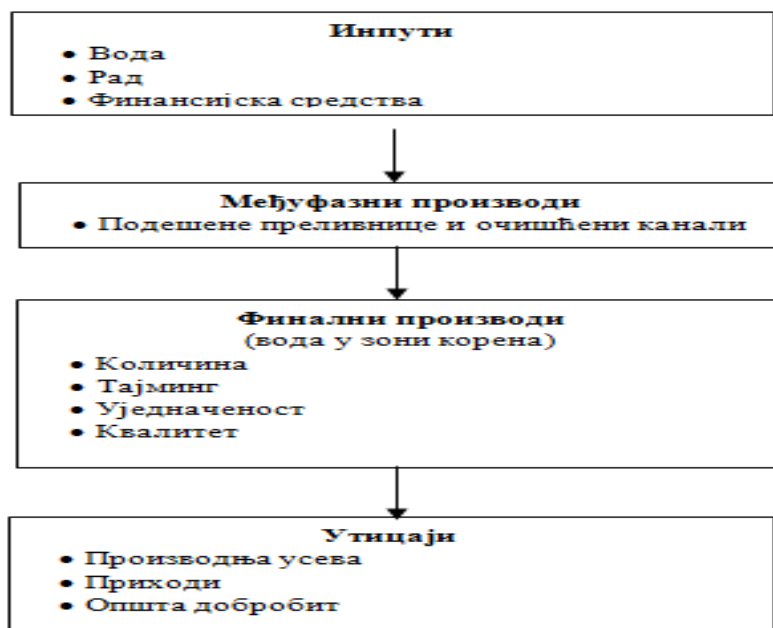 Инпути
• Вода
• Рад
• Финансијска средства
Међуфазни производи
• Подешене преливнице и очишћени канали
Финални производи
(вода у зони корена)
• Количина
• Тајминг
• Уједначеност
• Квалитет
Утицаји
• Производња усева
• Приходи
• Општа добробит